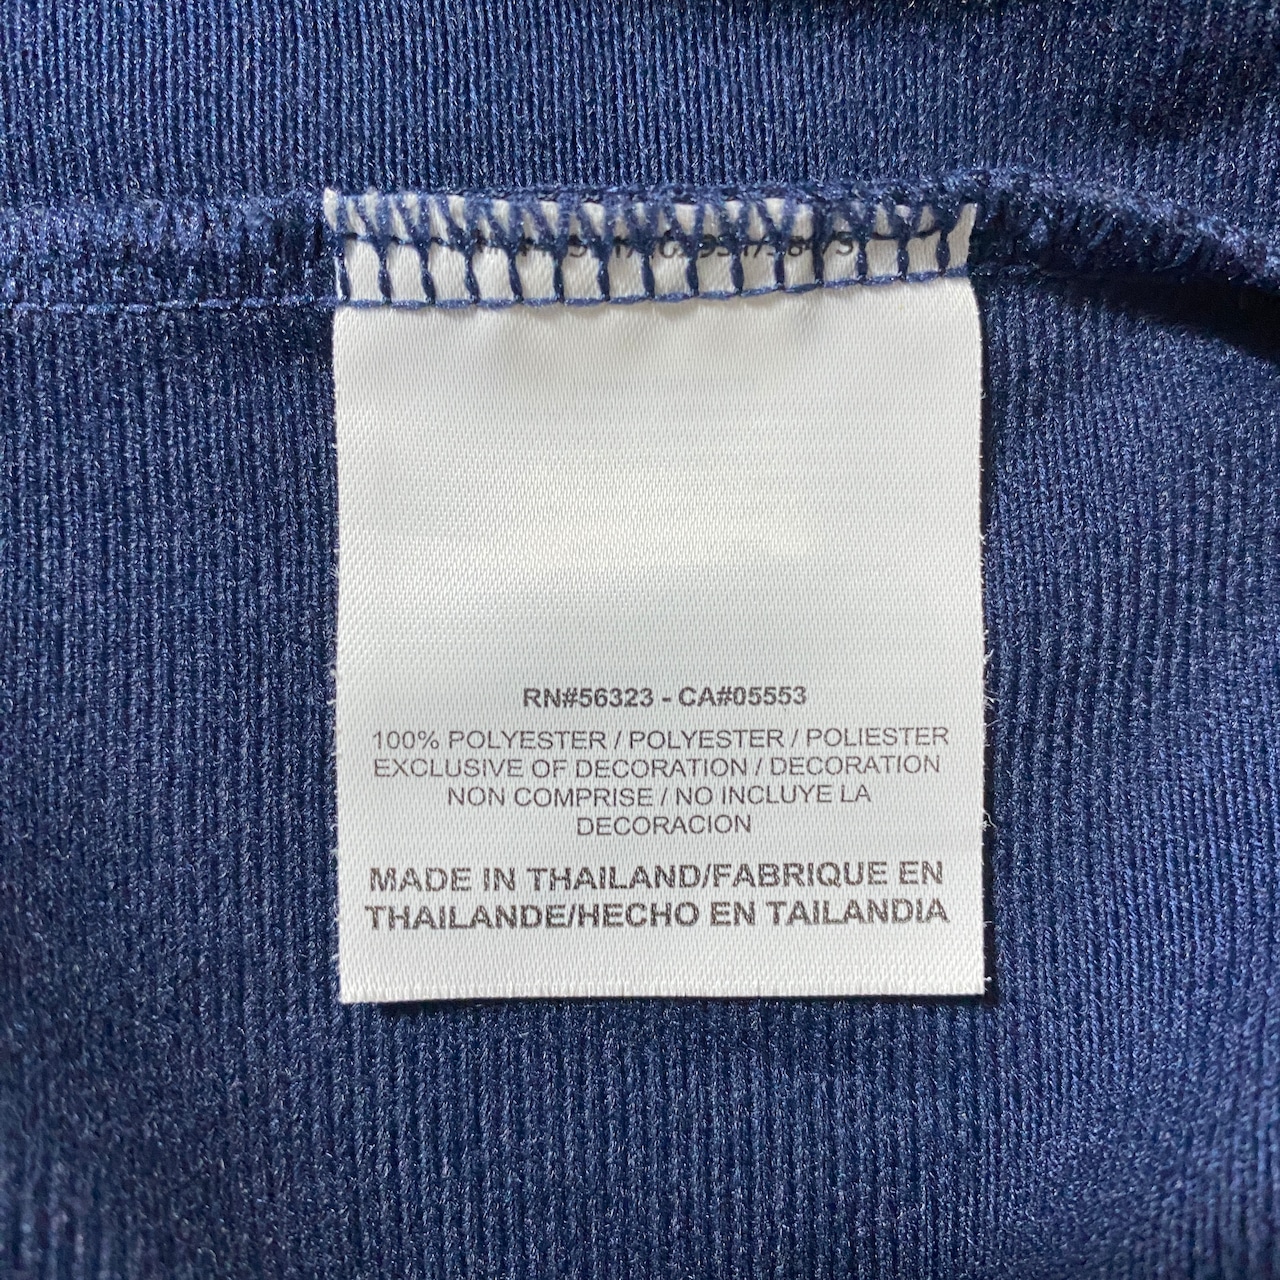 RN#56323 - CA#05553
100% POLYESTER / POLYESTER / POLIESTER
EXCLUSIVE OF DECORATION / DECORATION
NON COMPRISE / NO INCLUYE LA
DECORACION
MADE IN THAILAND/FABRIQUE EN
THAILANDE/HECHO EN TAILANDIA